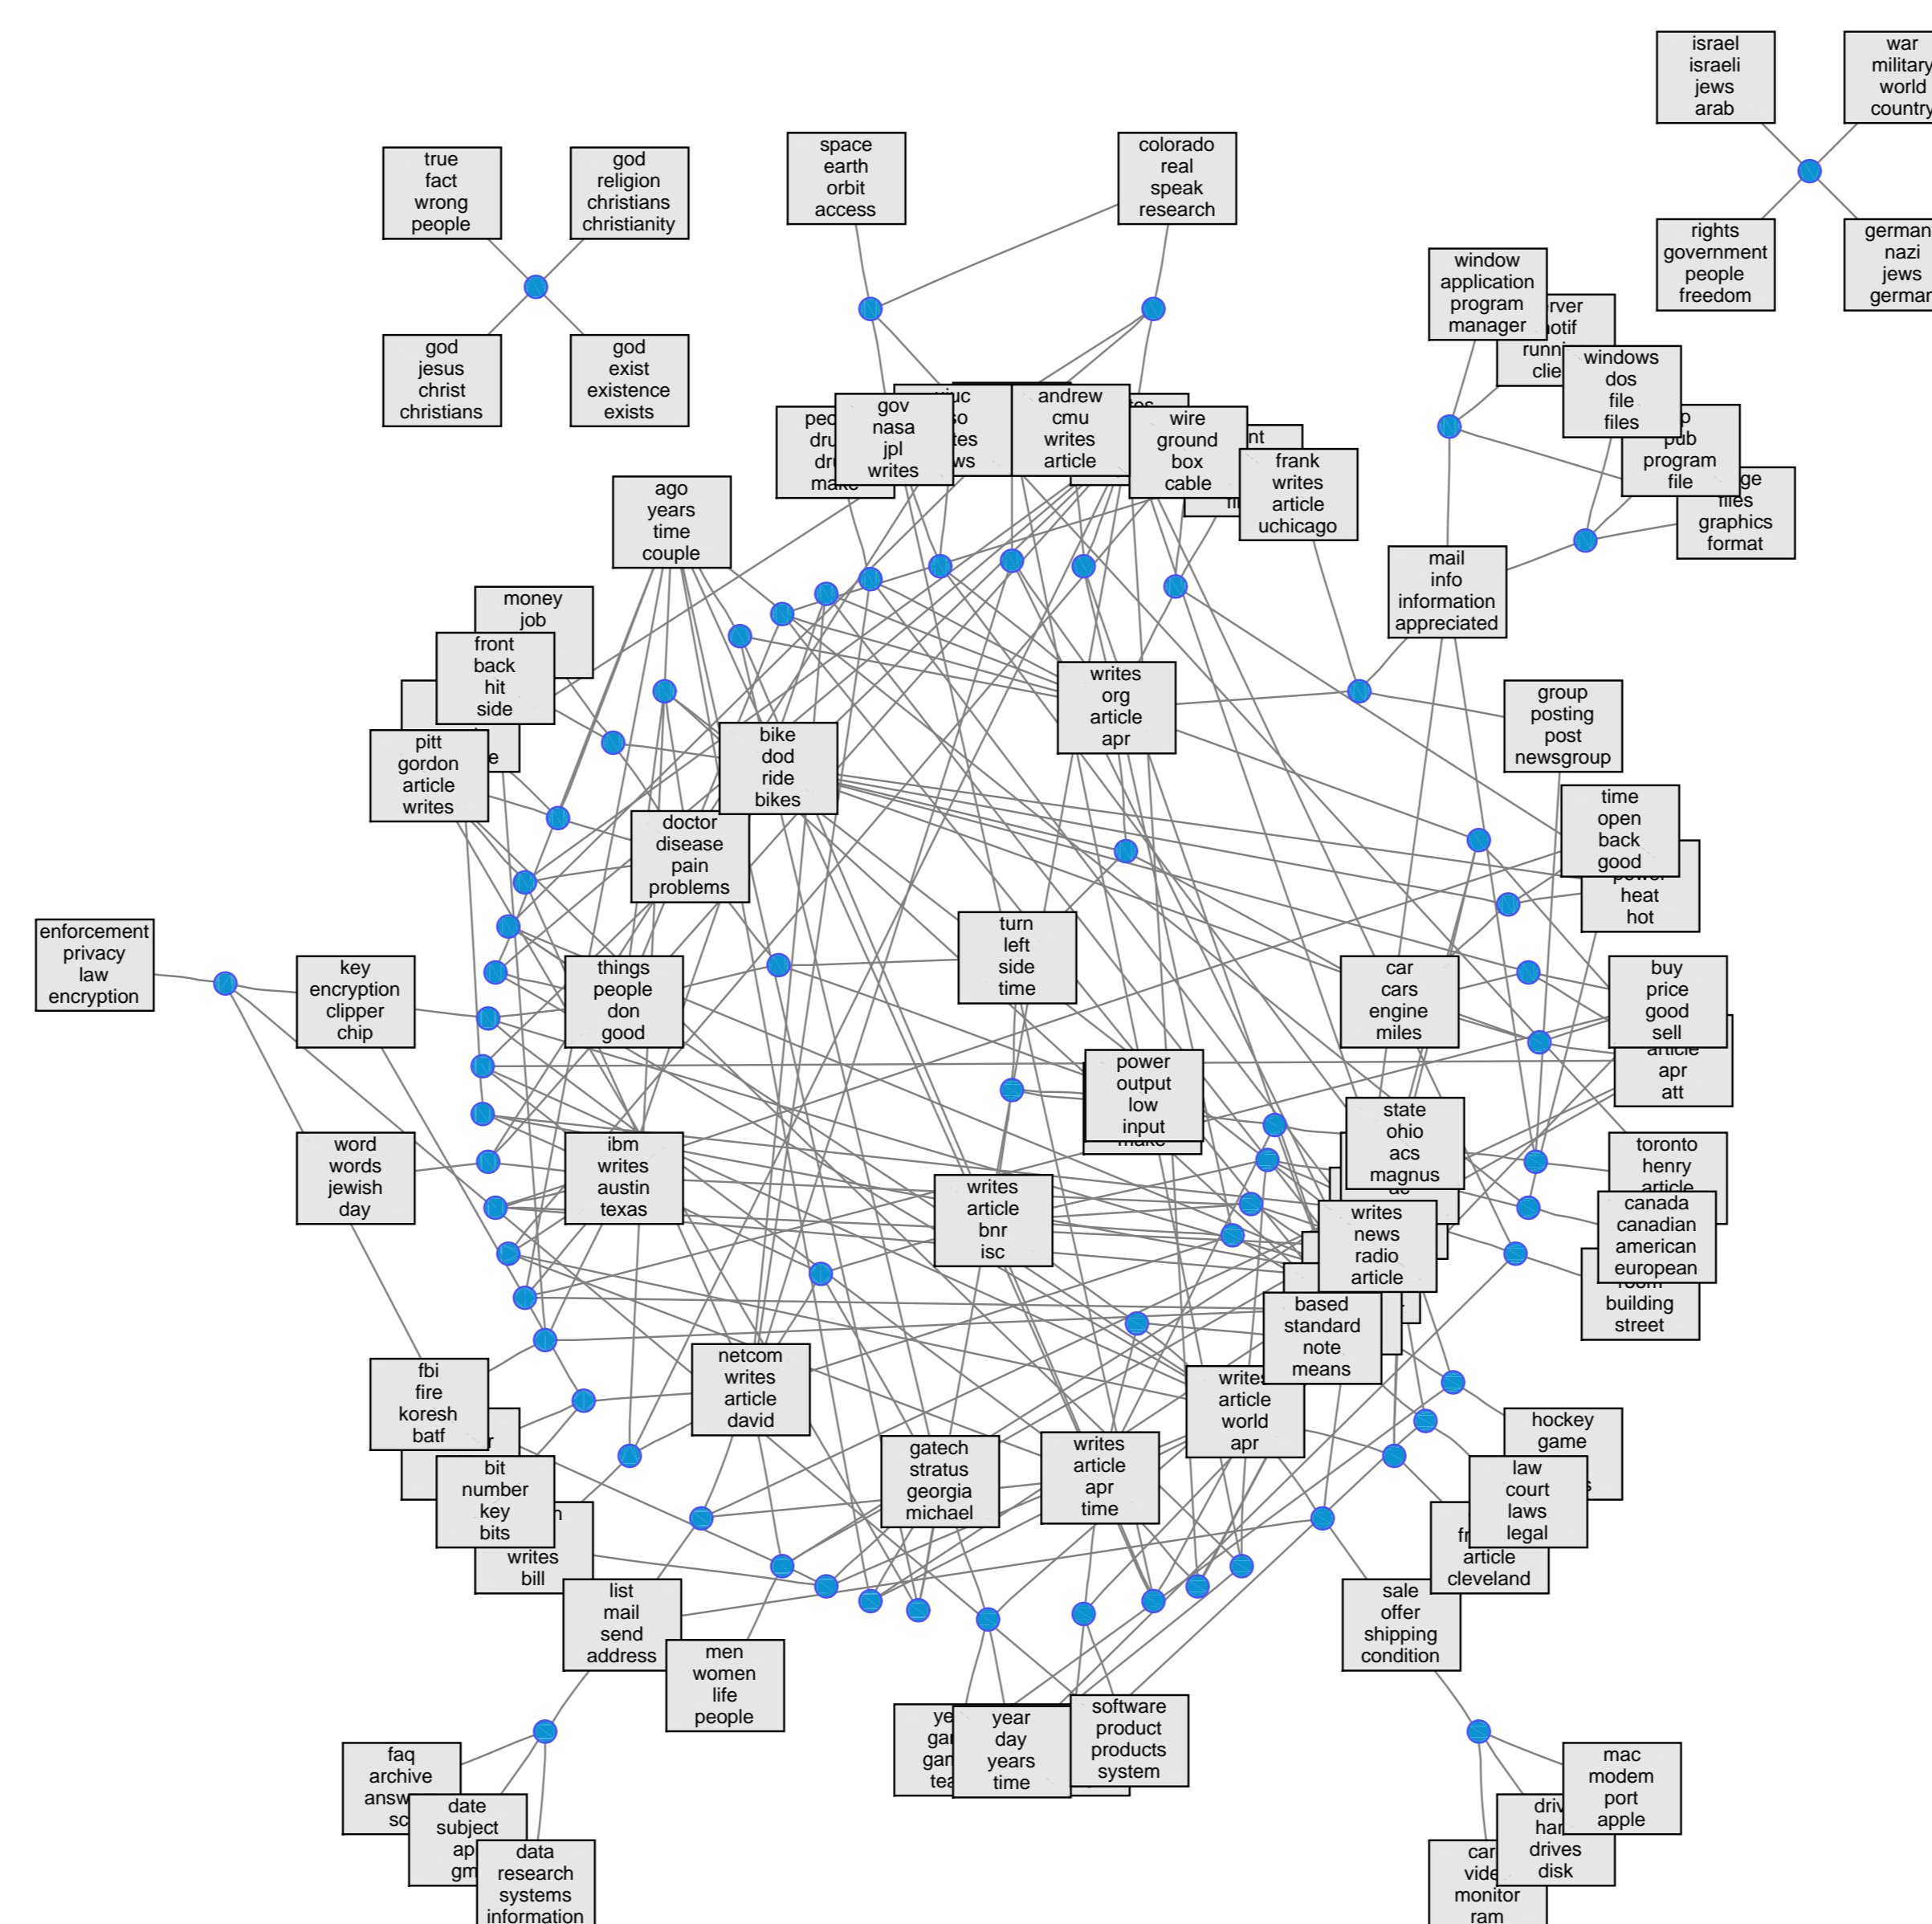 israel
israeli
jews
arab
war
military
world
country
rights
government
people
freedom
nazi
jews
true
fact
wrong
people
god
religion
christians
christianity
god
jesus
christ
christians
god
exist
existence
exists
space
earth
orbit
access
colorado
real
speak
research
window
application
program
manager
windows
dos
file
files
pub
program
file
files
graphics
format
gov
nasa
jpl
writes
andrew
cmu
writes
article
wire
ground
box
cable
frank
writes
article
uchicago
ago
years
time
couple
mail
info
information
appreciated
money
job
front
back
hit
side
pitt
gordon
article
writes
writes
org
article
apr
group
posting
post
newsgroup
bike
dod
ride
bikes
doctor
disease
pain
problems
time
open
back
good
power
heat
hot
enforcement
privacy
law
encryption
key
encryption
clipper
chip
things
people
don
good
turn
left
side
time
car
cars
engine
miles
buy
price
good
sell
article
apr
att
power
output
low
input
make
state
ohio
acs
magnus
word
words
jewish
day
ibm
writes
austin
texas
writes
article
bnr
isc
toronto
henry
article
canada
canadian
american
european
room
building
street
writes
news
radio
article
based
standard
note
means
fbi
fire
koresh
batf
netcom
writes
article
david
writes
article
world
apr
bit
number
key
bits
writes
bill
gatech
stratus
georgia
michael
writes
article
apr
time
hockey
game
law
court
laws
legal
article
cleveland
list
mail
send
address
men
women
life
people
sale
offer
shipping
condition
year
day
years
time
software
product
products
system
faq
archive
date
subject
data
research
systems
information
mac
modem
port
apple
drives
disk
monitor
ram